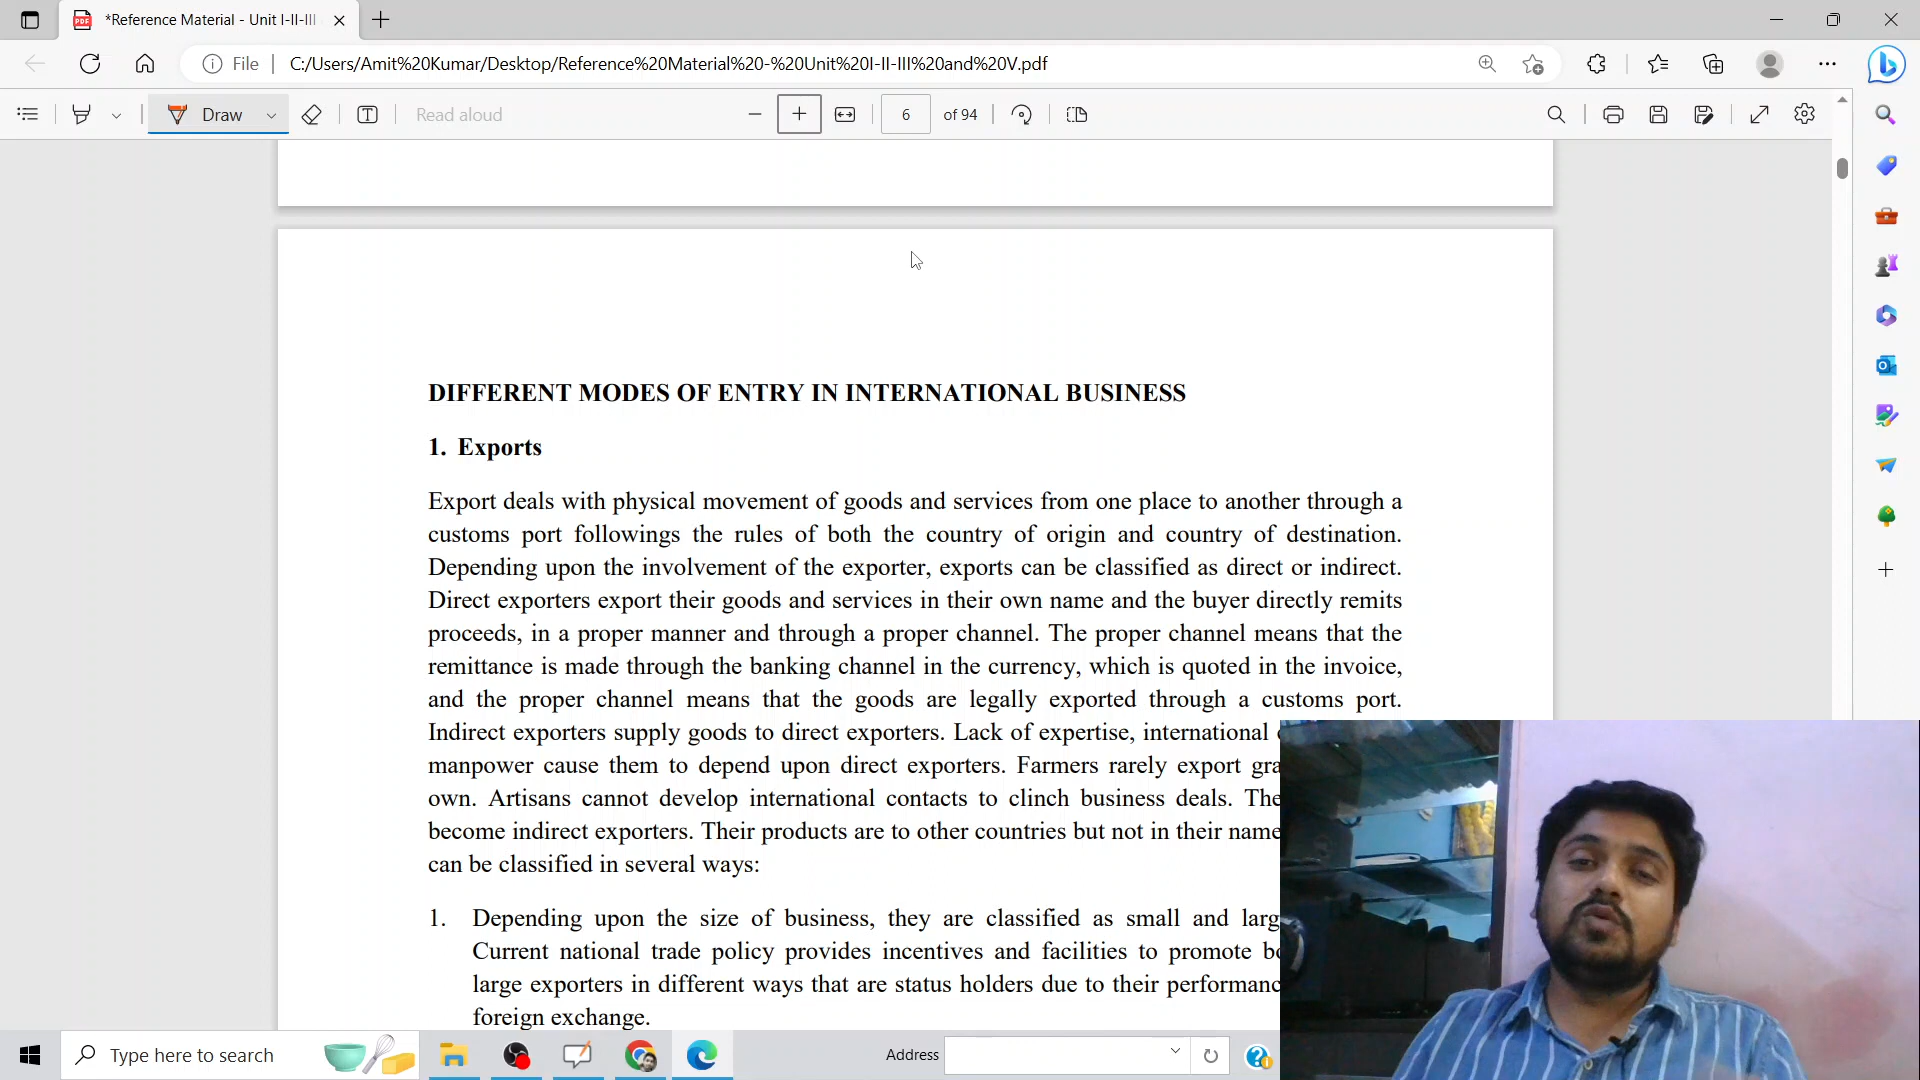 *Reference Material - Unit I-II-III
File
C:/Users/Amit%20Kumar/Desktop/Reference%20Material%20-%20Unit%20I-II-III%20and%20V.pdf
Draw
Read aloud
6 of 94
DIFFERENT MODES OF ENTRY IN INTERNATIONAL BUSINESS
1. Exports
Export deals with physical movement of goods and services from one place to another through a
customs port followings the rules of both the country of origin and country of destination.
Depending upon the involvement of the exporter, exports can be classified as direct or indirect.
Direct exporters export their goods and services in their own name and the buyer directly remits
proceeds, in a proper manner and through a proper channel. The proper channel means that the
remittance is made through the banking channel in the currency, which is quoted in the invoice,
and the proper channel means that the goods are legally exported through a customs port.
Indirect exporters supply goods to direct exporters. Lack of expertise, international
manpower cause them to depend upon direct exporters. Farmers rarely export
own. Artisans cannot develop international contacts to clinch business deals.
become indirect exporters. Their products are to other countries but not in their name
can be classified in several ways:
1. Depending upon the size of business, they are classified as small and
Current national trade policy provides incentives and facilities to promote
large exporters in different ways that are status holders due to their
foreign exchange.
Type here to search
Address